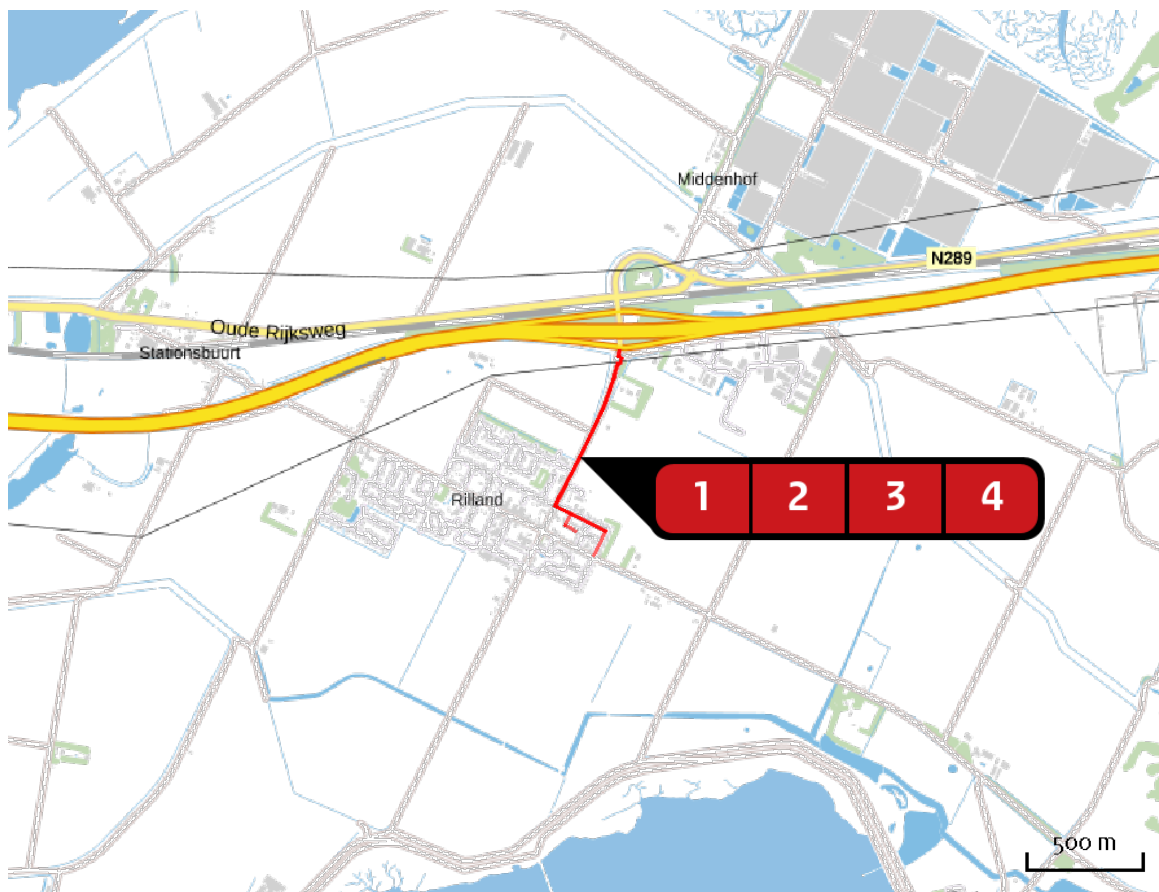 Middenhof
N289
Oude Rijksweg
Stationsbuurt
1 2 3 4
Rilland
500 m